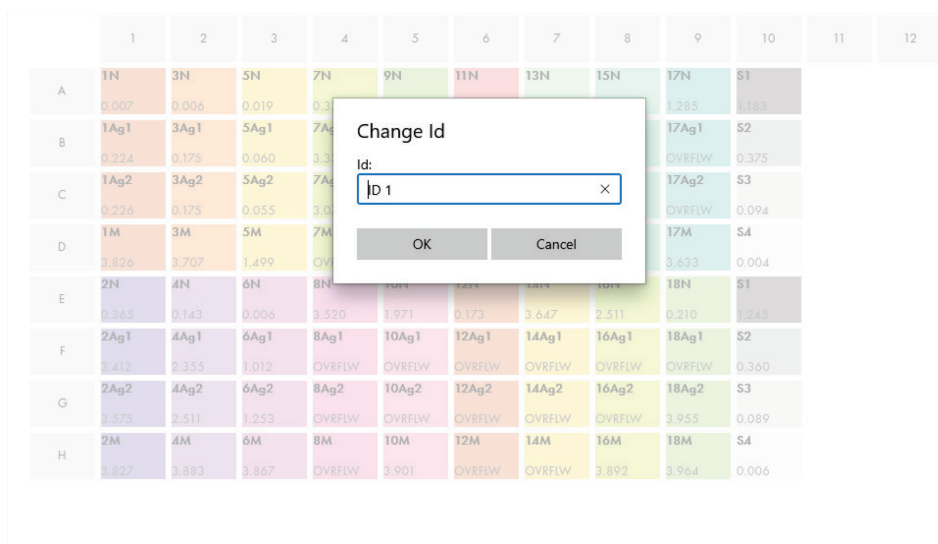 1 2 3 4 5 6 7 8 9 10 11 12
A 1N 3N 5N 7N 9N 11N 13N 15N 17N S1
0.007 0.006 0.019 1.285 1.183
B 1Ag1 3Ag1 5Ag1 17Ag1 S2
0.224 0.175 0.060 OVRFLW 0.375
C 1Ag2 3Ag2 5Ag2 17Ag2 S3
0.226 0.175 0.055 OVRFLW 0.094
D 1M 3M 5M 7M 17M S4
3.826 3.707 1.499 3.633 0.004
Change Id
Id:
ID 1
OK Cancel
E 2N 4N 6N 8N 10N 12N 14N 16N 18N S1
0.365 0.143 0.006 3.520 1.971 0.173 3.647 2.511 0.210 1.245
F 2Ag1 4Ag1 6Ag1 8Ag1 10Ag1 12Ag1 14Ag1 16Ag1 18Ag1 S2
3.412 2.355 1.012 OVRFLW OVRFLW OVRFLW OVRFLW OVRFLW OVRFLW 0.360
G 2Ag2 4Ag2 6Ag2 8Ag2 10Ag2 12Ag2 14Ag2 16Ag2 18Ag2 S3
3.575 2.511 1.253 OVRFLW OVRFLW OVRFLW OVRFLW OVRFLW 3.955 0.089
H 2M 4M 6M 8M 10M 12M 14M 16M 18M S4
3.827 3.883 3.867 OVRFLW 3.901 OVRFLW OVRFLW 3.892 3.964 0.006